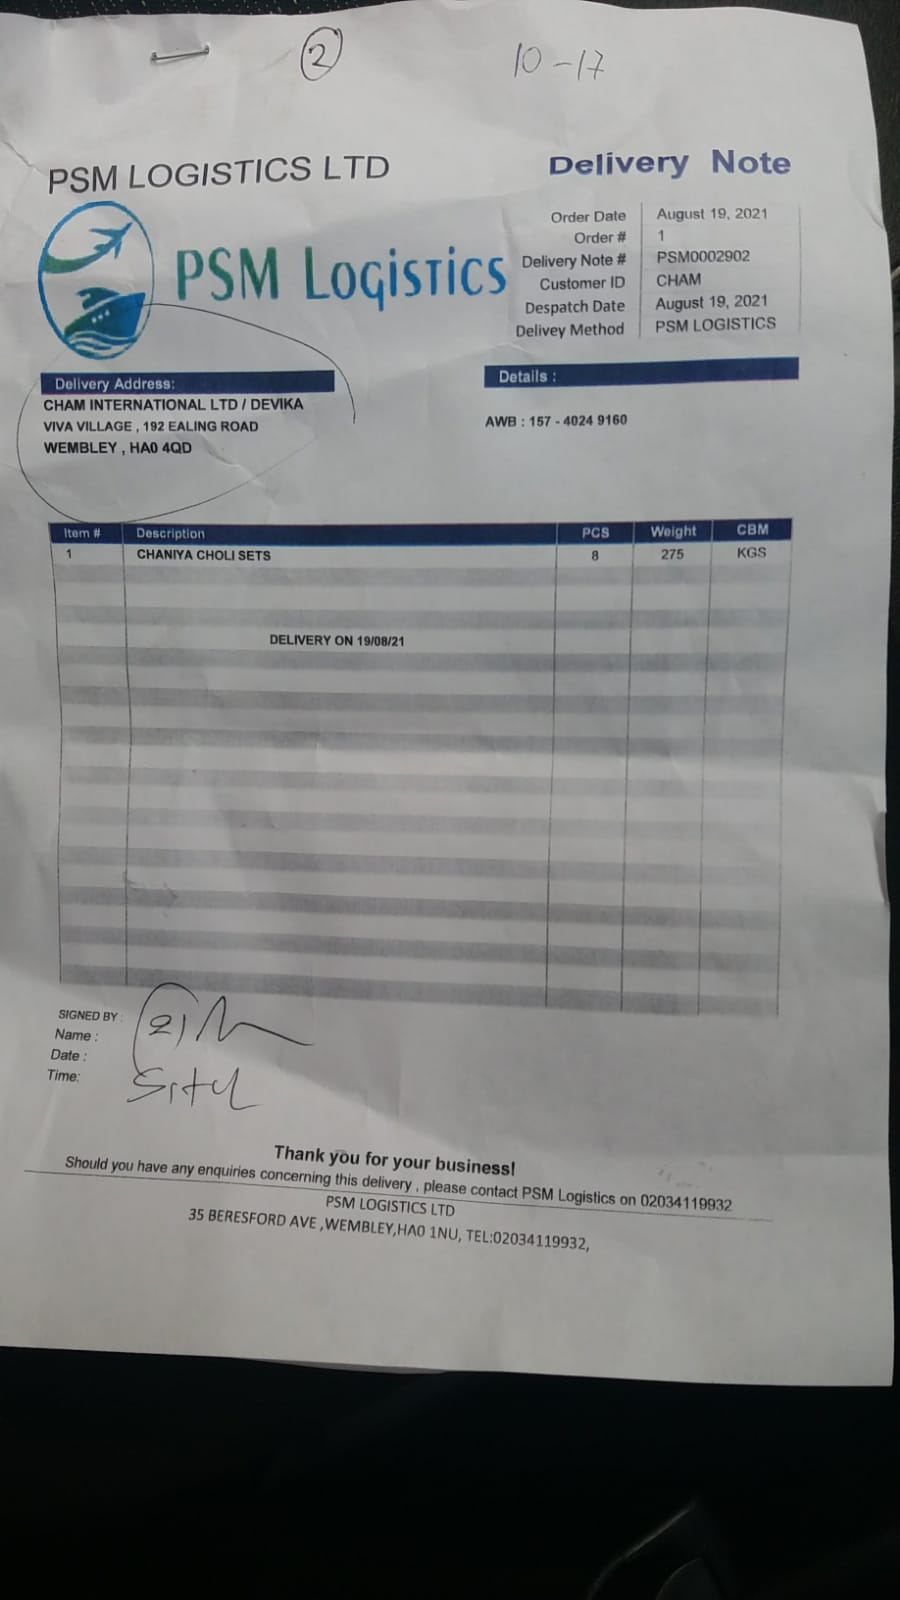 2
10-17
PSM LOGISTICS LTD
Delivery Note
PSM Logistics
Order Date August 19, 2021
Order # 1
Delivery Note # PSM0002902
Customer ID CHAM
Despatch Date August 19, 2021
Delivey Method PSM LOGISTICS
Delivery Address:
CHAM INTERNATIONAL LTD / DEVIKA
VIVA VILLAGE , 192 EALING ROAD
WEMBLEY , HA0 4QD
Details :
AWB : 157 - 4024 9160
Item # Description PCS Weight CBM
1 CHANIYA CHOLI SETS 8 275 KGS
DELIVERY ON 19/08/21
SIGNED BY :
Name :
Date :
Time:
Thank you for your business!
Should you have any enquiries concerning this delivery , please contact PSM Logistics on 02034119932
PSM LOGISTICS LTD
35 BERESFORD AVE ,WEMBLEY,HA0 1NU, TEL:02034119932,